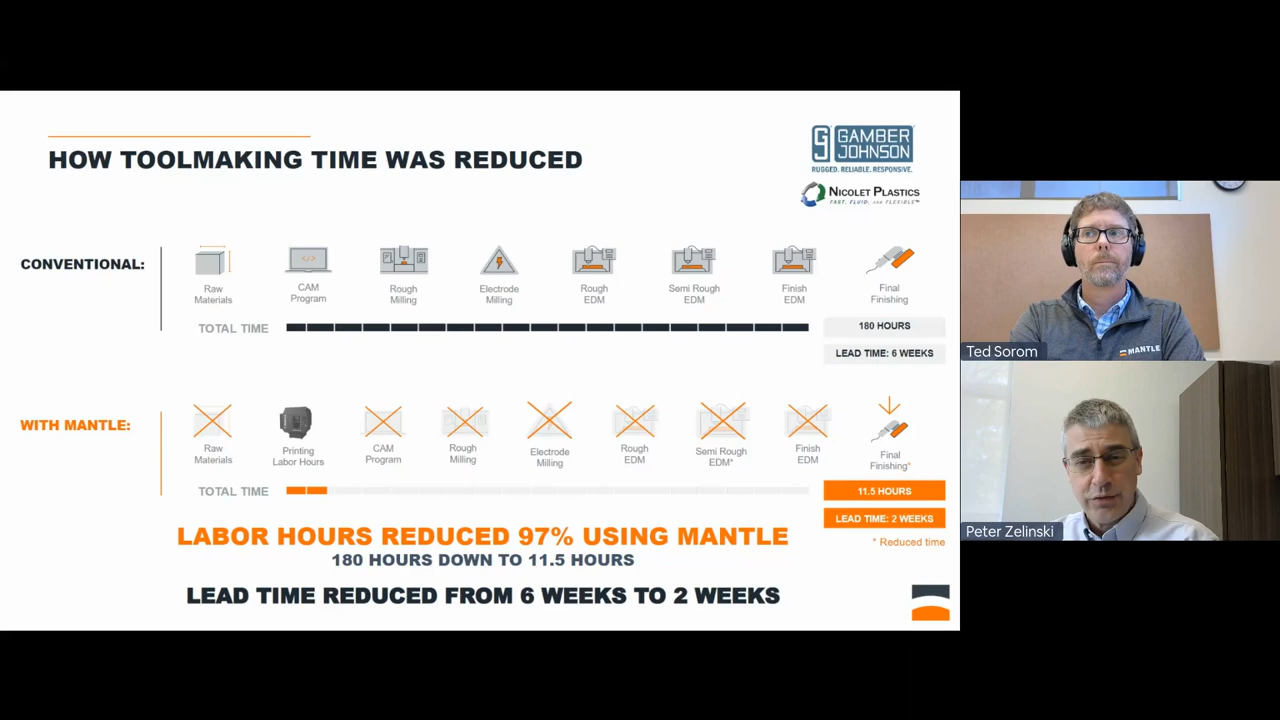 HOW TOOLMAKING TIME WAS REDUCED
GAMBER
JOHNSON
RUGGED. RELIABLE. RESPONSIVE.
NICOLET PLASTICS
FAST, FLUID, AND FLEXIBLE™
CONVENTIONAL:
Raw
Materials
CAM
Program
Rough
Milling
Electrode
Milling
Rough
EDM
Semi Rough
EDM
Finish
EDM
Final
Finishing
TOTAL TIME
180 HOURS
LEAD TIME: 6 WEEKS
WITH MANTLE:
Raw
Materials
Printing
Labor Hours
CAM
Program
Rough
Milling
Electrode
Milling
Rough
EDM
Semi Rough
EDM*
Finish
EDM
Final
Finishing*
TOTAL TIME
11.5 HOURS
LEAD TIME: 2 WEEKS
* Reduced time
LABOR HOURS REDUCED 97% USING MANTLE
180 HOURS DOWN TO 11.5 HOURS
LEAD TIME REDUCED FROM 6 WEEKS TO 2 WEEKS
MANTLE
Ted Sorom
Peter Zelinski